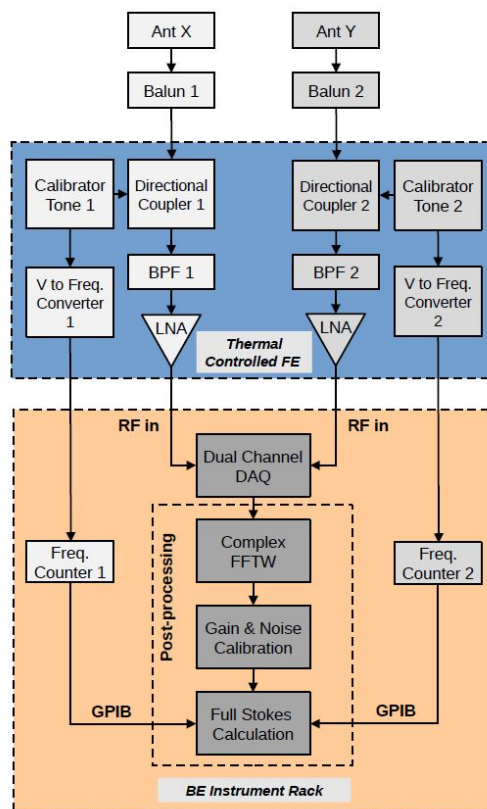 Ant X
Ant Y
Balun 1
Balun 2
Calibrator
Tone 1
Directional
Coupler 1
Directional
Coupler 2
Calibrator
Tone 2
V to Freq.
Converter
1
BPF 1
BPF 2
V to Freq.
Converter
2
LNA
LNA
Thermal
Controlled FE
RF in
RF in
Dual Channel
DAQ
Post-processing
Complex
FFTW
Freq.
Counter 1
Freq.
Counter 2
Gain & Noise
Calibration
GPIB
GPIB
Full Stokes
Calculation
BE Instrument Rack